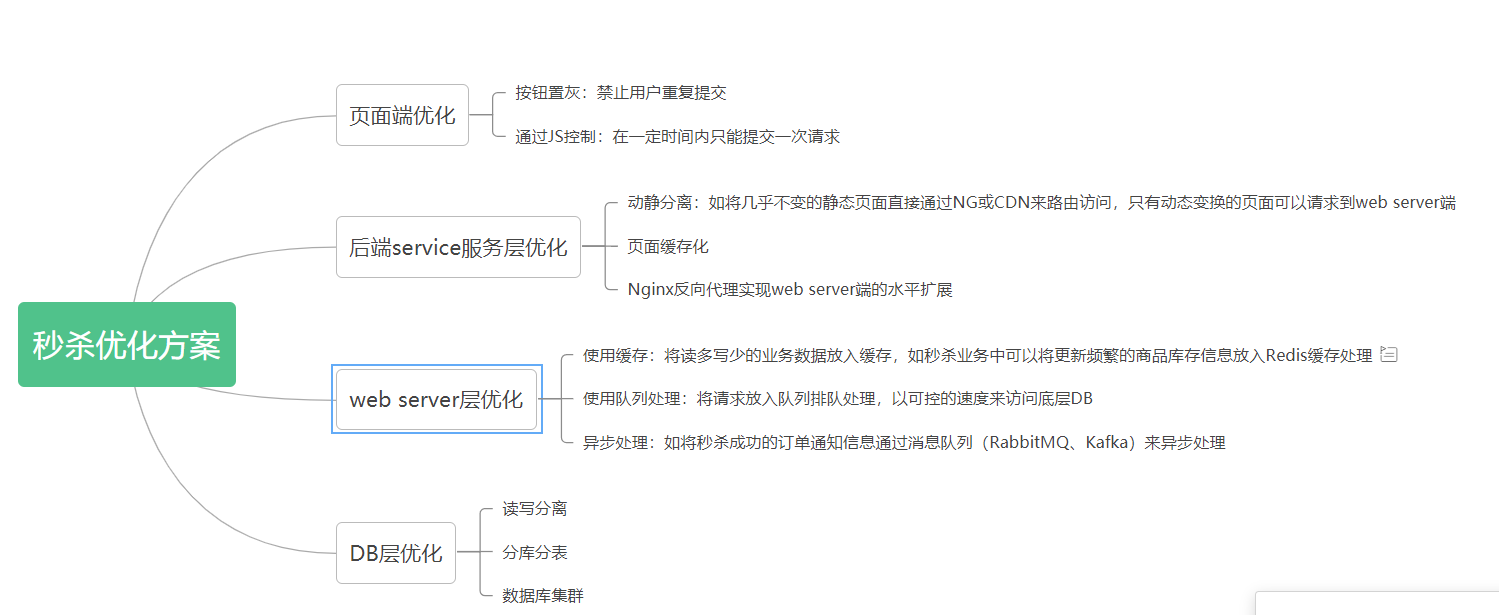 秒杀优化方案
页面端优化
按钮置灰：禁止用户重复提交
通过JS控制：在一定时间内只能提交一次请求
后端service服务层优化
动静分离：如将几乎不变的静态页面直接通过NG或CDN来路由访问，只有动态变换的页面可以请求到web server端
页面缓存化
Nginx反向代理实现web server端的水平扩展
web server层优化
使用缓存：将读多写少的业务数据放入缓存，如秒杀业务中可以将更新频繁的商品库存信息放入Redis缓存处理
使用队列处理：将请求放入队列排队处理，以可控的速度来访问底层DB
异步处理：如将秒杀成功的订单通知信息通过消息队列（RabbitMQ、Kafka）来异步处理
DB层优化
读写分离
分库分表
数据库集群